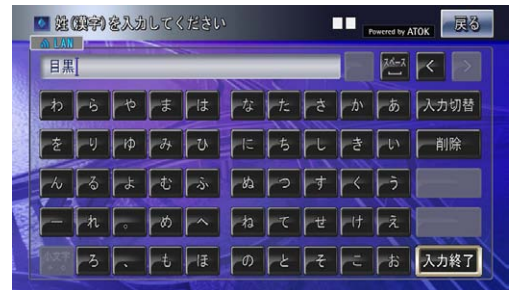 姓(漢字)を入力してください
Powered by ATOK
戻る
LAN
目黒
スペース < >
わ ら や ま は な た さ か あ 入力切替
を り ゆ み ひ に ち し き い 削除
ん る よ む ふ ぬ つ す く う
ー れ 。 め へ ね て せ け え
小文字 ろ 、 も ほ の と そ こ お 入力終了